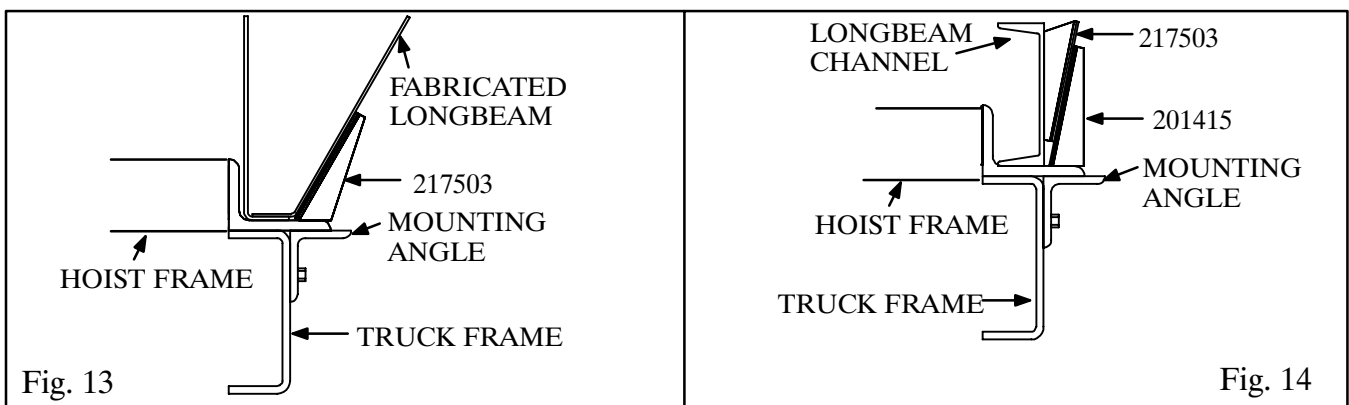 FABRICATED
LONGBEAM
217503
MOUNTING
ANGLE
HOIST FRAME
TRUCK FRAME
Fig. 13
LONGBEAM
CHANNEL
217503
201415
MOUNTING
ANGLE
HOIST FRAME
TRUCK FRAME
Fig. 14